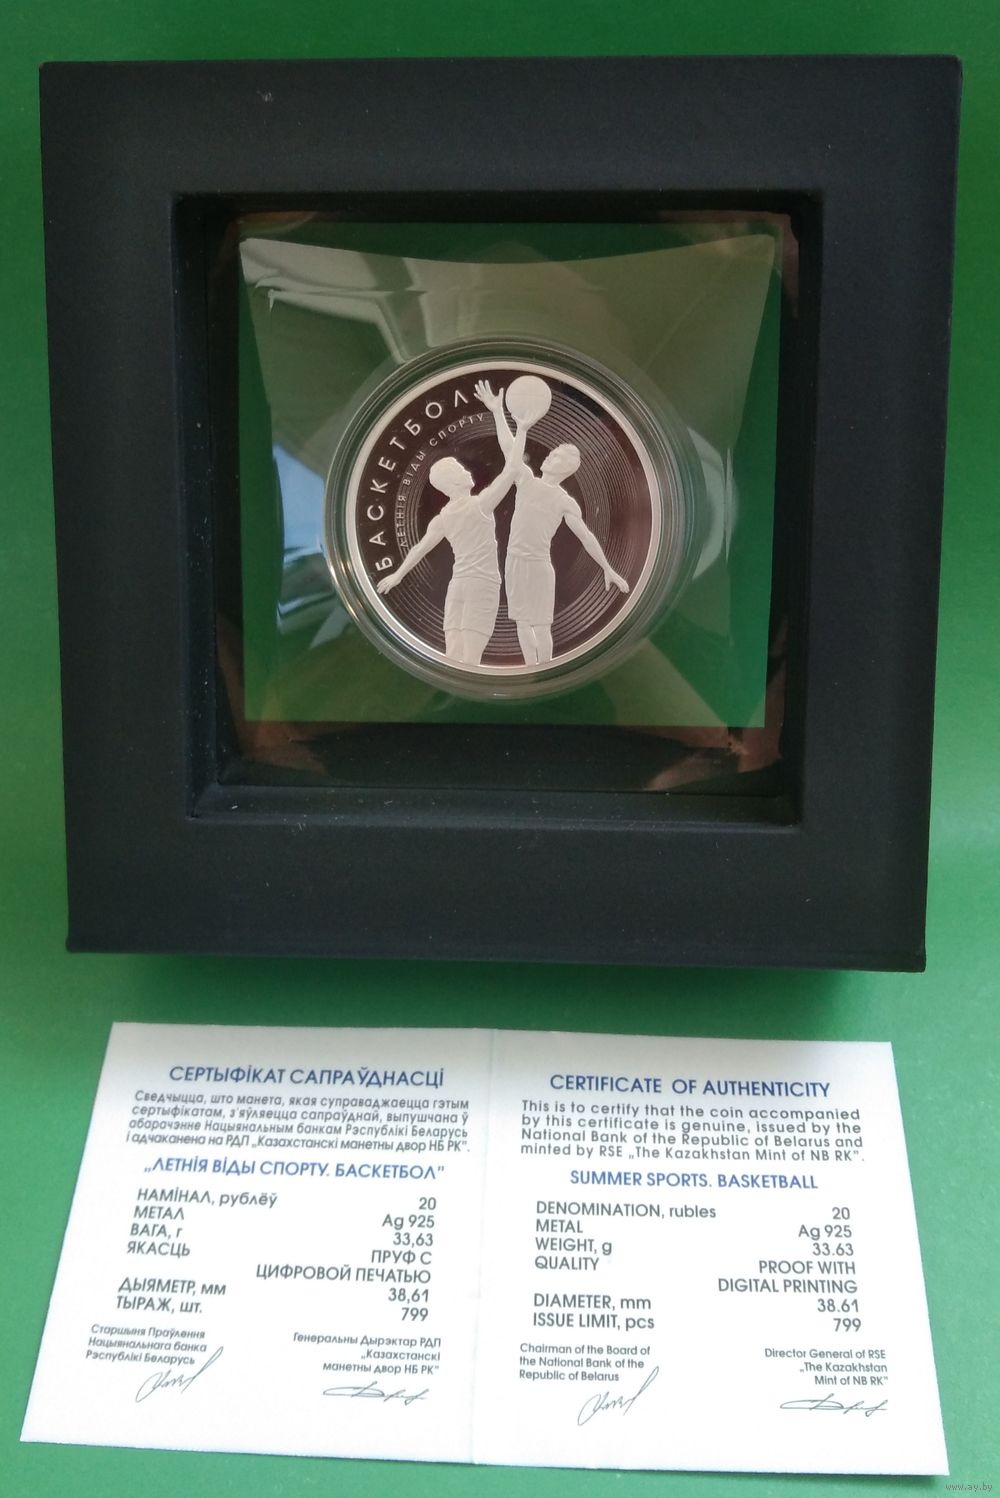 БАСКЕТБОЛ
ЛЕТНІЯ ВІДЫ СПОРТУ
СЕРТЫФІКАТ САПРАЎДНАСЦІ
Сведчыцца, што манета, якая суправаджаецца гэтым
сертыфікатам, з'яўляецца сапраўднай, выпушчана ў
абарачэнне Нацыянальным банкам Рэспублікі Беларусь
і адчаканена на РДП „Казахстанскі манетны двор НБ РК".
„ЛЕТНІЯ ВІДЫ СПОРТУ. БАСКЕТБОЛ"
НАМІНАЛ, рублёў 20
МЕТАЛ Ag 925
ВАГА, г 33,63
ЯКАСЦЬ ПРУФ С
ЦИФРОВОЙ ПЕЧАТЬЮ
ДЫЯМЕТР, мм 38,61
ТЫРАЖ, шт. 799
Старшыня Праўлення
Нацыянальнага банка
Рэспублікі Беларусь
Генеральны Дырэктар РДП
„Казахстанскі
манетны двор НБ РК"
CERTIFICATE OF AUTHENTICITY
This is to certify that the coin accompanied
by this certificate is genuine, issued by the
National Bank of the Republic of Belarus and
minted by RSE „The Kazakhstan Mint of NB RK".
SUMMER SPORTS. BASKETBALL
DENOMINATION, rubles 20
METAL Ag 925
WEIGHT, g 33.63
QUALITY PROOF WITH
DIGITAL PRINTING
DIAMETER, mm 38.61
ISSUE LIMIT, pcs 799
Chairman of the Board of
the National Bank of the
Republic of Belarus
Director General of RSE
„The Kazakhstan
Mint of NB RK"
www.ay.by